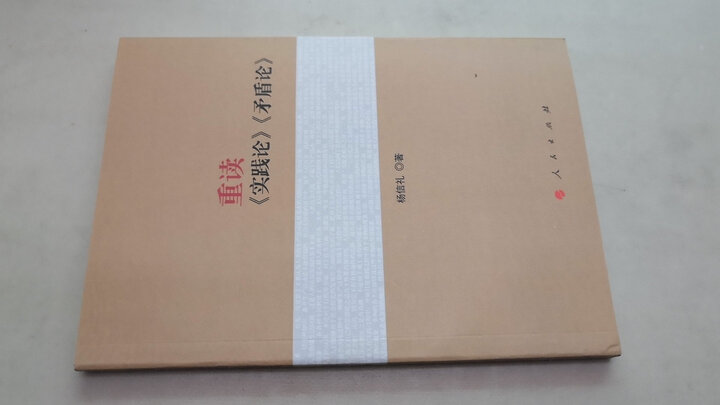 重读
《实践论》《矛盾论》
杨信礼 ◎著
人民出版社